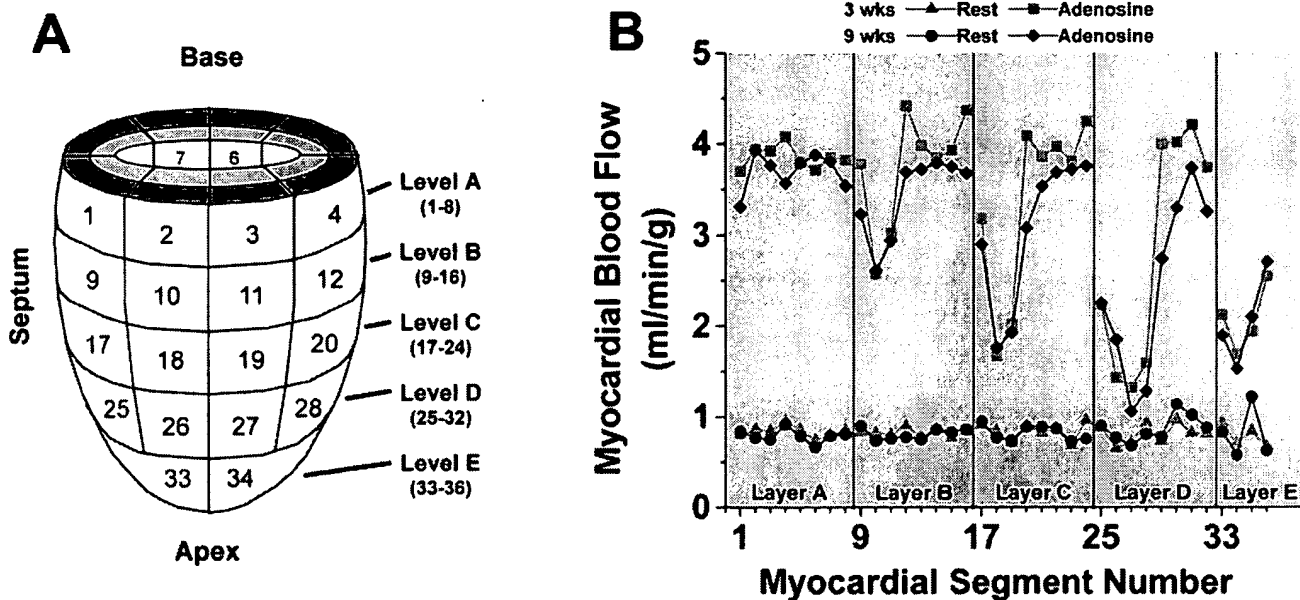 A
Base
7 6
Level A
(1-8)
1 2 3 4
Level B
(9-16)
9 10 11 12
Septum
Level C
(17-24)
17 18 19 20
Level D
(25-32)
25 26 27 28
Level E
(33-36)
33 34
Apex
B
3 wks Rest Adenosine
9 wks Rest Adenosine
Myocardial Blood Flow
(ml/min/g)
5
4
3
2
1
0
Layer A Layer B Layer C Layer D Layer E
1 9 17 25 33
Myocardial Segment Number